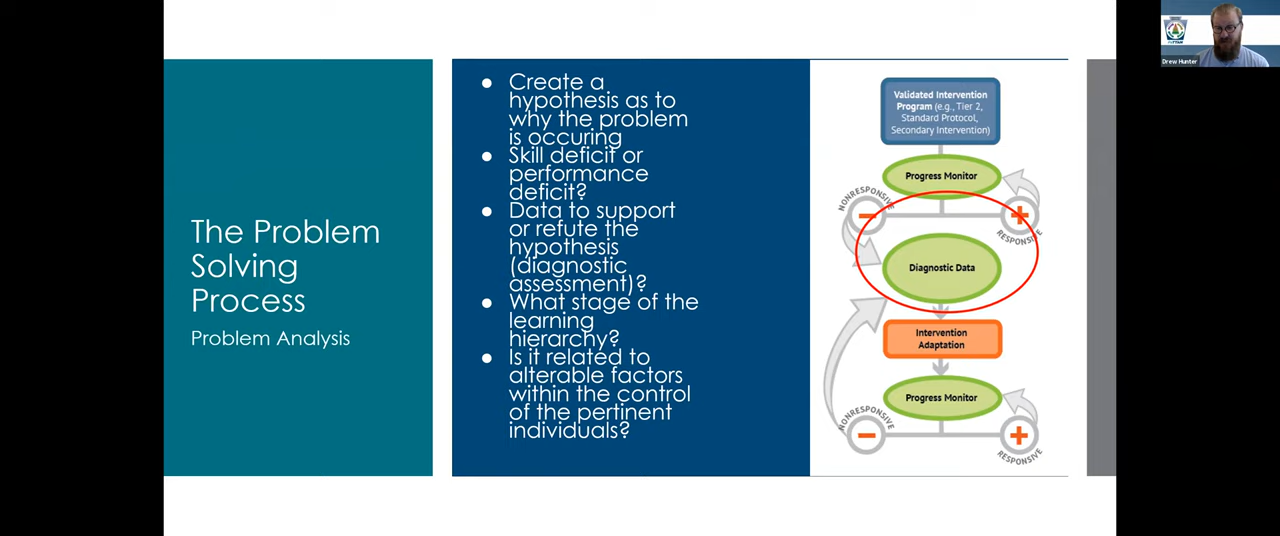 The Problem
Solving
Process
Problem Analysis
● Create a
hypothesis as to
why the problem
is occuring
● Skill deficit or
performance
deficit?
● Data to support
or refute the
hypothesis
(diagnostic
assessment)?
● What stage of the
learning
hierarchy?
● Is it related to
alterable factors
within the control
of the pertinent
individuals?
Validated Intervention
Program (e.g., Tier 2,
Standard Protocol,
Secondary Intervention)
Progress Monitor
NONRESPONSIVE
−
+
RESPONSIVE
Diagnostic Data
Intervention
Adaptation
Progress Monitor
NONRESPONSIVE
−
+
RESPONSIVE
Drew Hunter